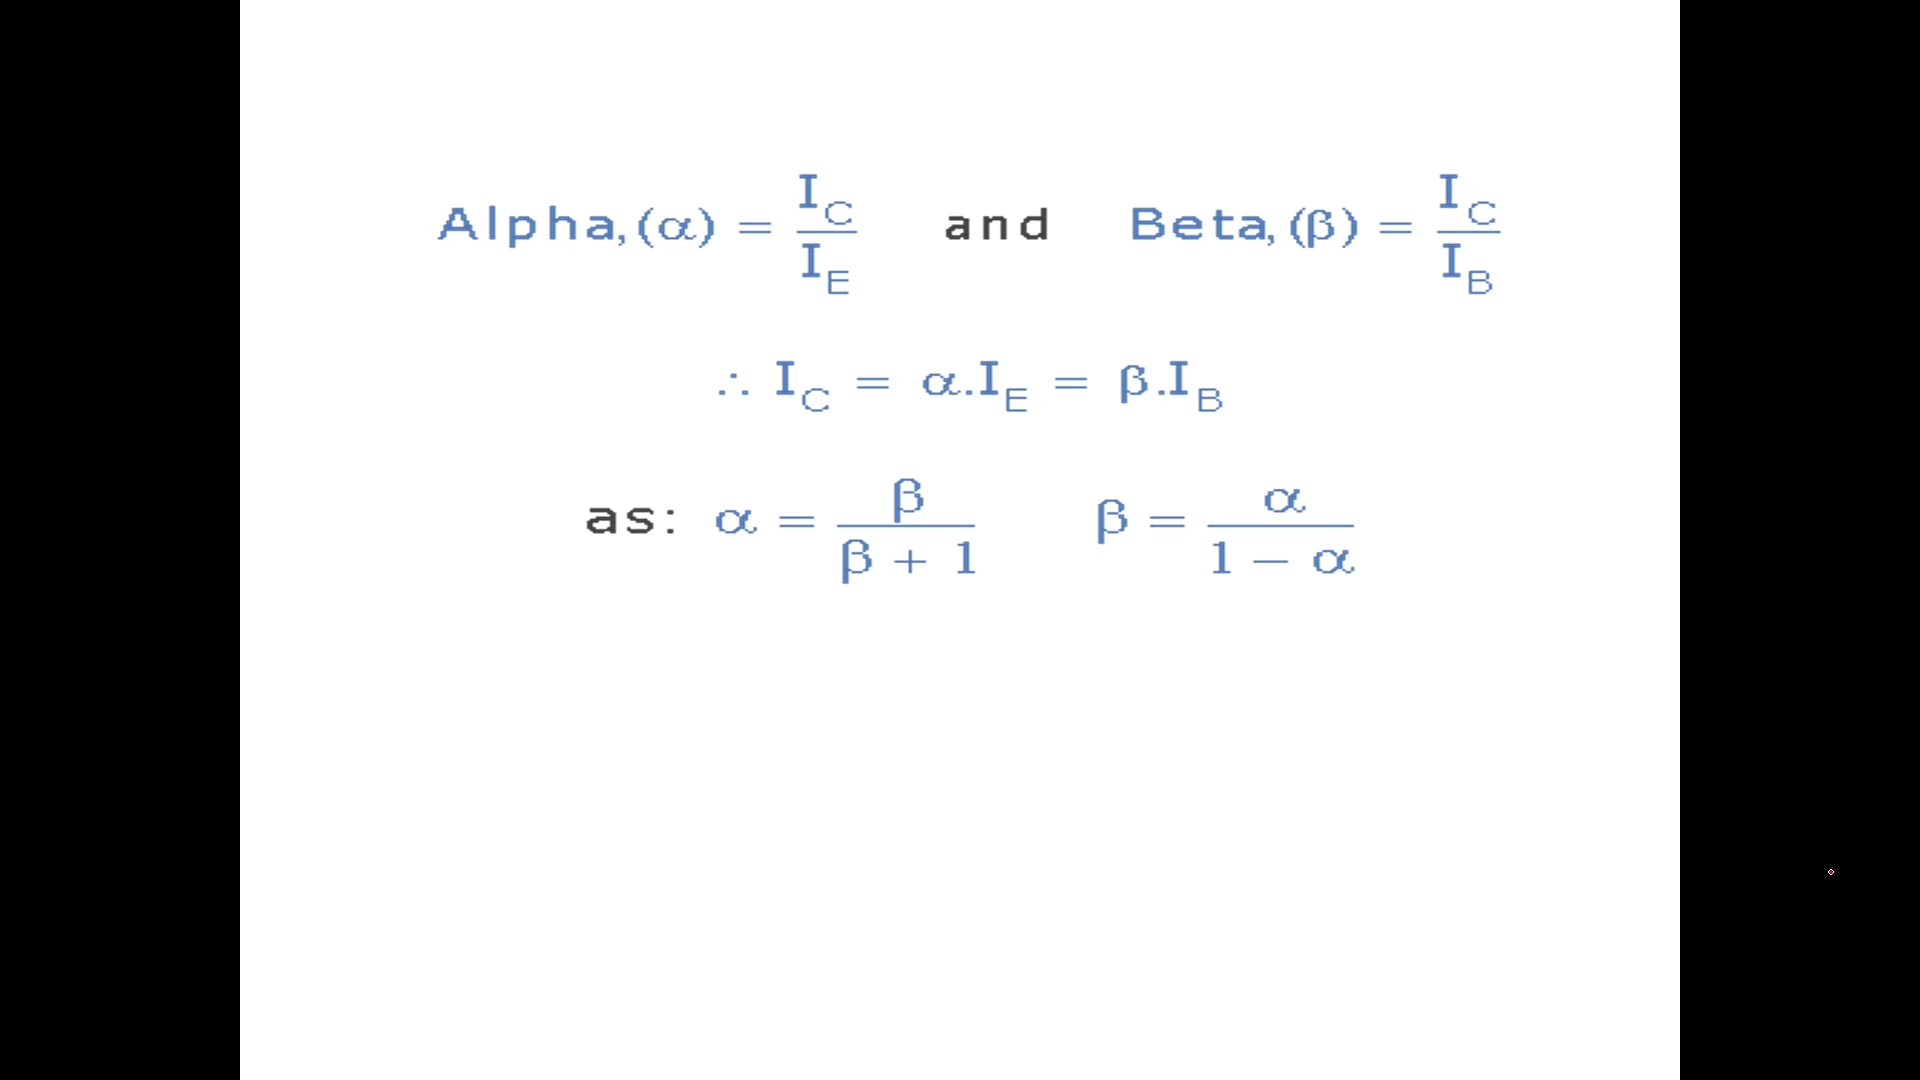 Alpha, (α) = I_C / I_E and Beta, (β) = I_C / I_B
∴ I_C = α.I_E = β.I_B
as: α = β / (β + 1) β = α / (1 − α)